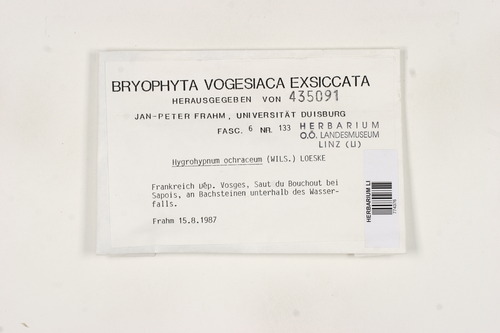 BRYOPHYTA VOGESIACA EXSICCATA
HERAUSGEGEBEN VON 435091
JAN-PETER FRAHM, UNIVERSITÄT DUISBURG
FASC. 6 NR. 133
HERBARIUM
O.Ö. LANDESMUSEUM
LINZ (LI)
Hygrohypnum ochraceum (WILS.) LOESKE
Frankreich Dép. Vosges, Saut du Bouchout bei
Sapois, an Bachsteinen unterhalb des Wasser-
falls.
Frahm 15.8.1987
HERBARIUM LI